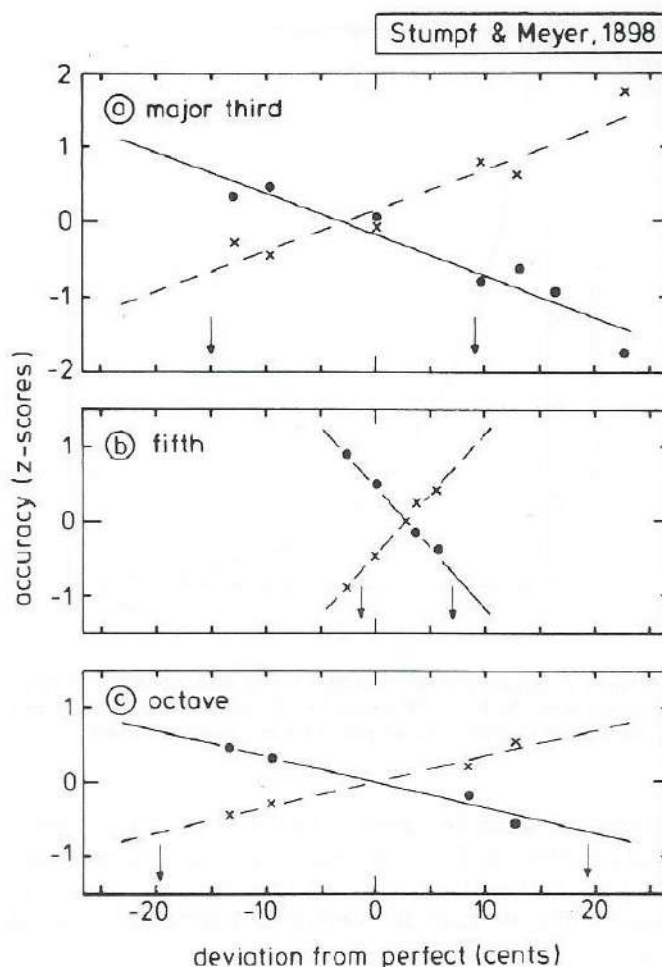 Stumpf & Meyer, 1898
2
ⓐ major third
1
0
-1
-2
accuracy (z-scores)
ⓑ fifth
1
0
-1
ⓒ octave
1
0
-1
-20 -10 0 10 20
deviation from perfect (cents)